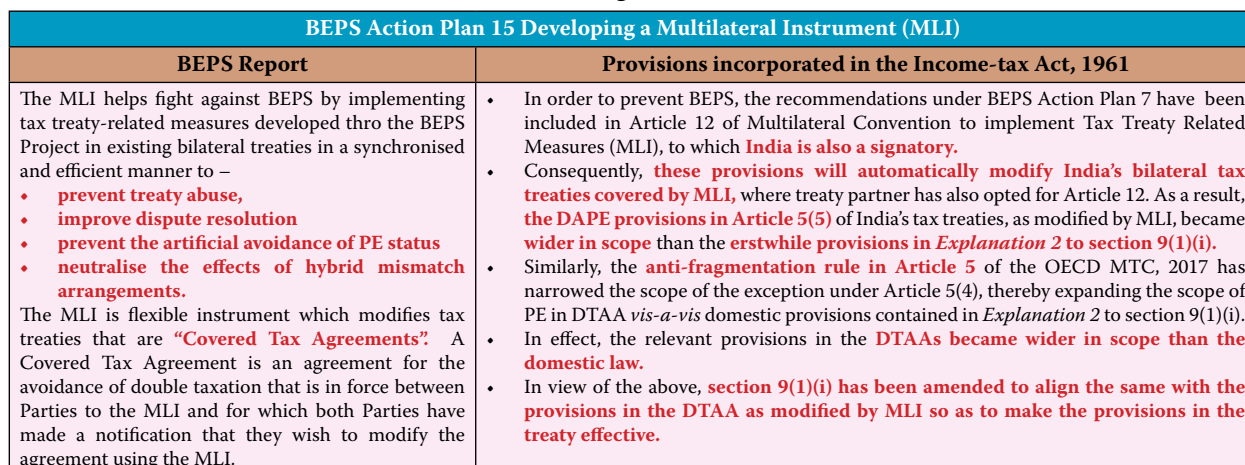 BEPS Action Plan 15 Developing a Multilateral Instrument (MLI)
BEPS Report
Provisions incorporated in the Income-tax Act, 1961
The MLI helps fight against BEPS by implementing
tax treaty-related measures developed thro the BEPS
Project in existing bilateral treaties in a synchronised
and efficient manner to –
• prevent treaty abuse,
• improve dispute resolution
• prevent the artificial avoidance of PE status
• neutralise the effects of hybrid mismatch
arrangements.
The MLI is flexible instrument which modifies tax
treaties that are “Covered Tax Agreements”. A
Covered Tax Agreement is an agreement for the
avoidance of double taxation that is in force between
Parties to the MLI and for which both Parties have
made a notification that they wish to modify the
agreement using the MLI.
• In order to prevent BEPS, the recommendations under BEPS Action Plan 7 have been
included in Article 12 of Multilateral Convention to implement Tax Treaty Related
Measures (MLI), to which India is also a signatory.
• Consequently, these provisions will automatically modify India’s bilateral tax
treaties covered by MLI, where treaty partner has also opted for Article 12. As a result,
the DAPE provisions in Article 5(5) of India’s tax treaties, as modified by MLI, became
wider in scope than the erstwhile provisions in Explanation 2 to section 9(1)(i).
• Similarly, the anti-fragmentation rule in Article 5 of the OECD MTC, 2017 has
narrowed the scope of the exception under Article 5(4), thereby expanding the scope of
PE in DTAA vis-a-vis domestic provisions contained in Explanation 2 to section 9(1)(i).
• In effect, the relevant provisions in the DTAAs became wider in scope than the
domestic law.
• In view of the above, section 9(1)(i) has been amended to align the same with the
provisions in the DTAA as modified by MLI so as to make the provisions in the
treaty effective.